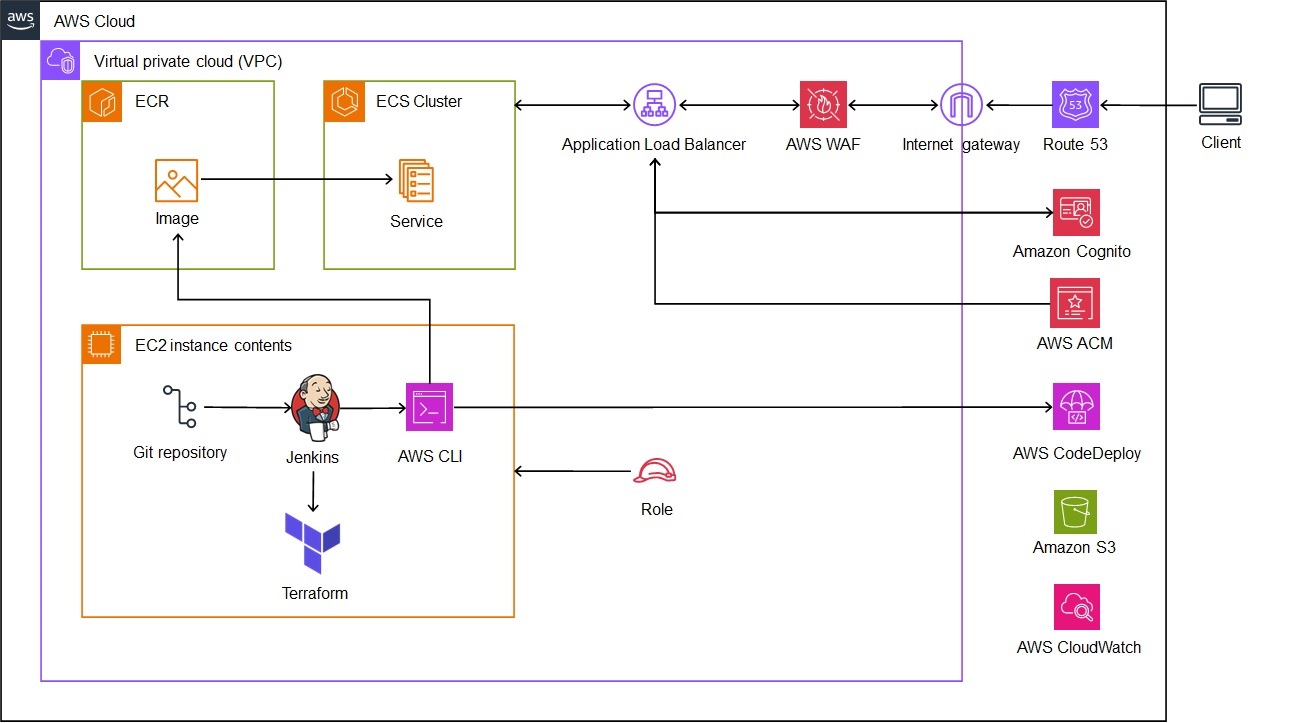 aws
AWS Cloud
Virtual private cloud (VPC)
ECR
ECS Cluster
Application Load Balancer
AWS WAF
Internet gateway
53
Route 53
Client
Image
Service
Amazon Cognito
AWS ACM
EC2 instance contents
Git repository
Jenkins
AWS CLI
AWS CodeDeploy
Role
Amazon S3
Terraform
AWS CloudWatch